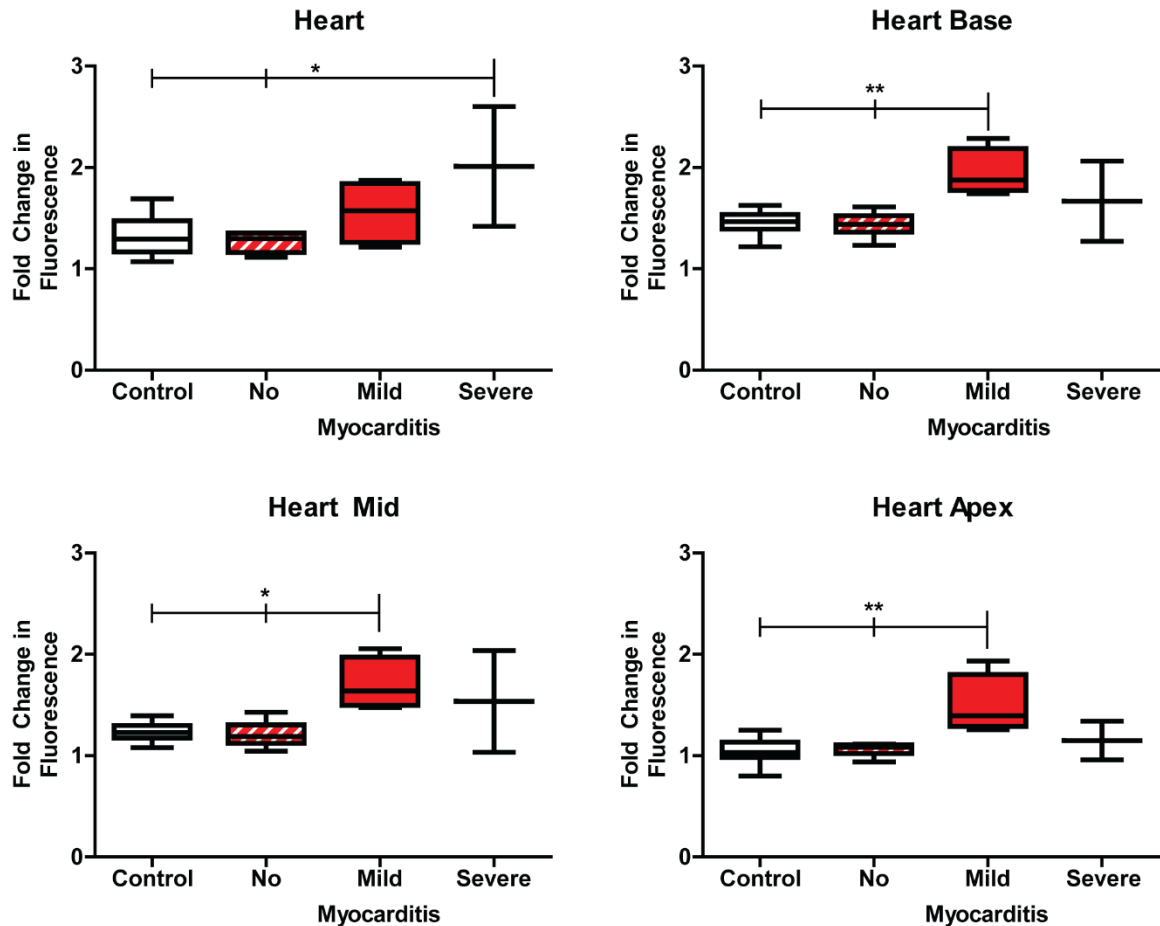 Heart
3
2
1
0
Fold Change in
Fluorescence
*
Control No Mild Severe
Myocarditis
Heart Base
3
2
1
0
Fold Change in
Fluorescence
**
Control No Mild Severe
Myocarditis
Heart Mid
3
2
1
0
Fold Change in
Fluorescence
*
Control No Mild Severe
Myocarditis
Heart Apex
3
2
1
0
Fold Change in
Fluorescence
**
Control No Mild Severe
Myocarditis